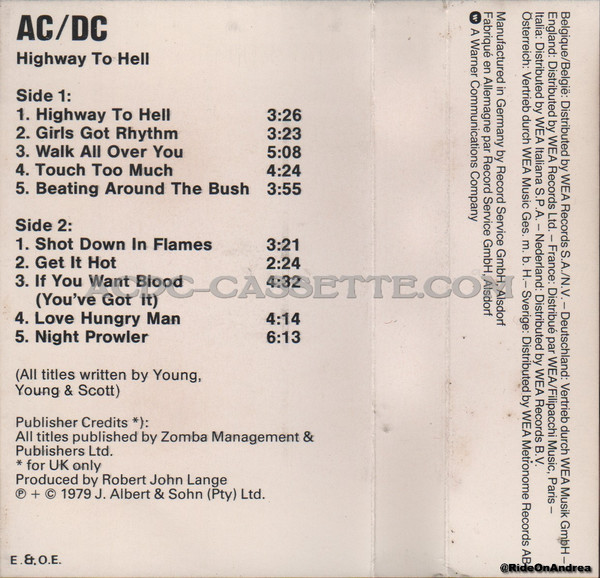 AC/DC
Highway To Hell
Side 1:
1. Highway To Hell 3:26
2. Girls Got Rhythm 3:23
3. Walk All Over You 5:08
4. Touch Too Much 4:24
5. Beating Around The Bush 3:55
Side 2:
1. Shot Down In Flames 3:21
2. Get It Hot 2:24
3. If You Want Blood 4:32
(You've Got It)
4. Love Hungry Man 4:14
5. Night Prowler 6:13
(All titles written by Young,
Young & Scott)
Publisher Credits *):
All titles published by Zomba Management &
Publishers Ltd.
* for UK only
Produced by Robert John Lange
℗ + © 1979 J. Albert & Sohn (Pty) Ltd.
E. & O.E.
ACDC-CASSETTE.COM
Manufactured in Germany by Record Service GmbH, Alsdorf
Fabriqué en Allemagne par Record Service GmbH, Alsdorf
A Warner Communications Company
Belgique/België: Distributed by WEA Records S.A./N.V. – Deutschland: Vertrieb durch WEA Musik GmbH –
England: Distributed by WEA Records Ltd. – France: Distribué par WEA/Filipacchi Music, Paris –
Italia: Distributed by WEA Italiana S.P.A. – Nederland: Distributed by WEA Records B.V.
Österreich: Vertrieb durch WEA Music Ges. m. b. H. – Sverige: Distributed by WEA Metronome Records AB
@RideOnAndrea